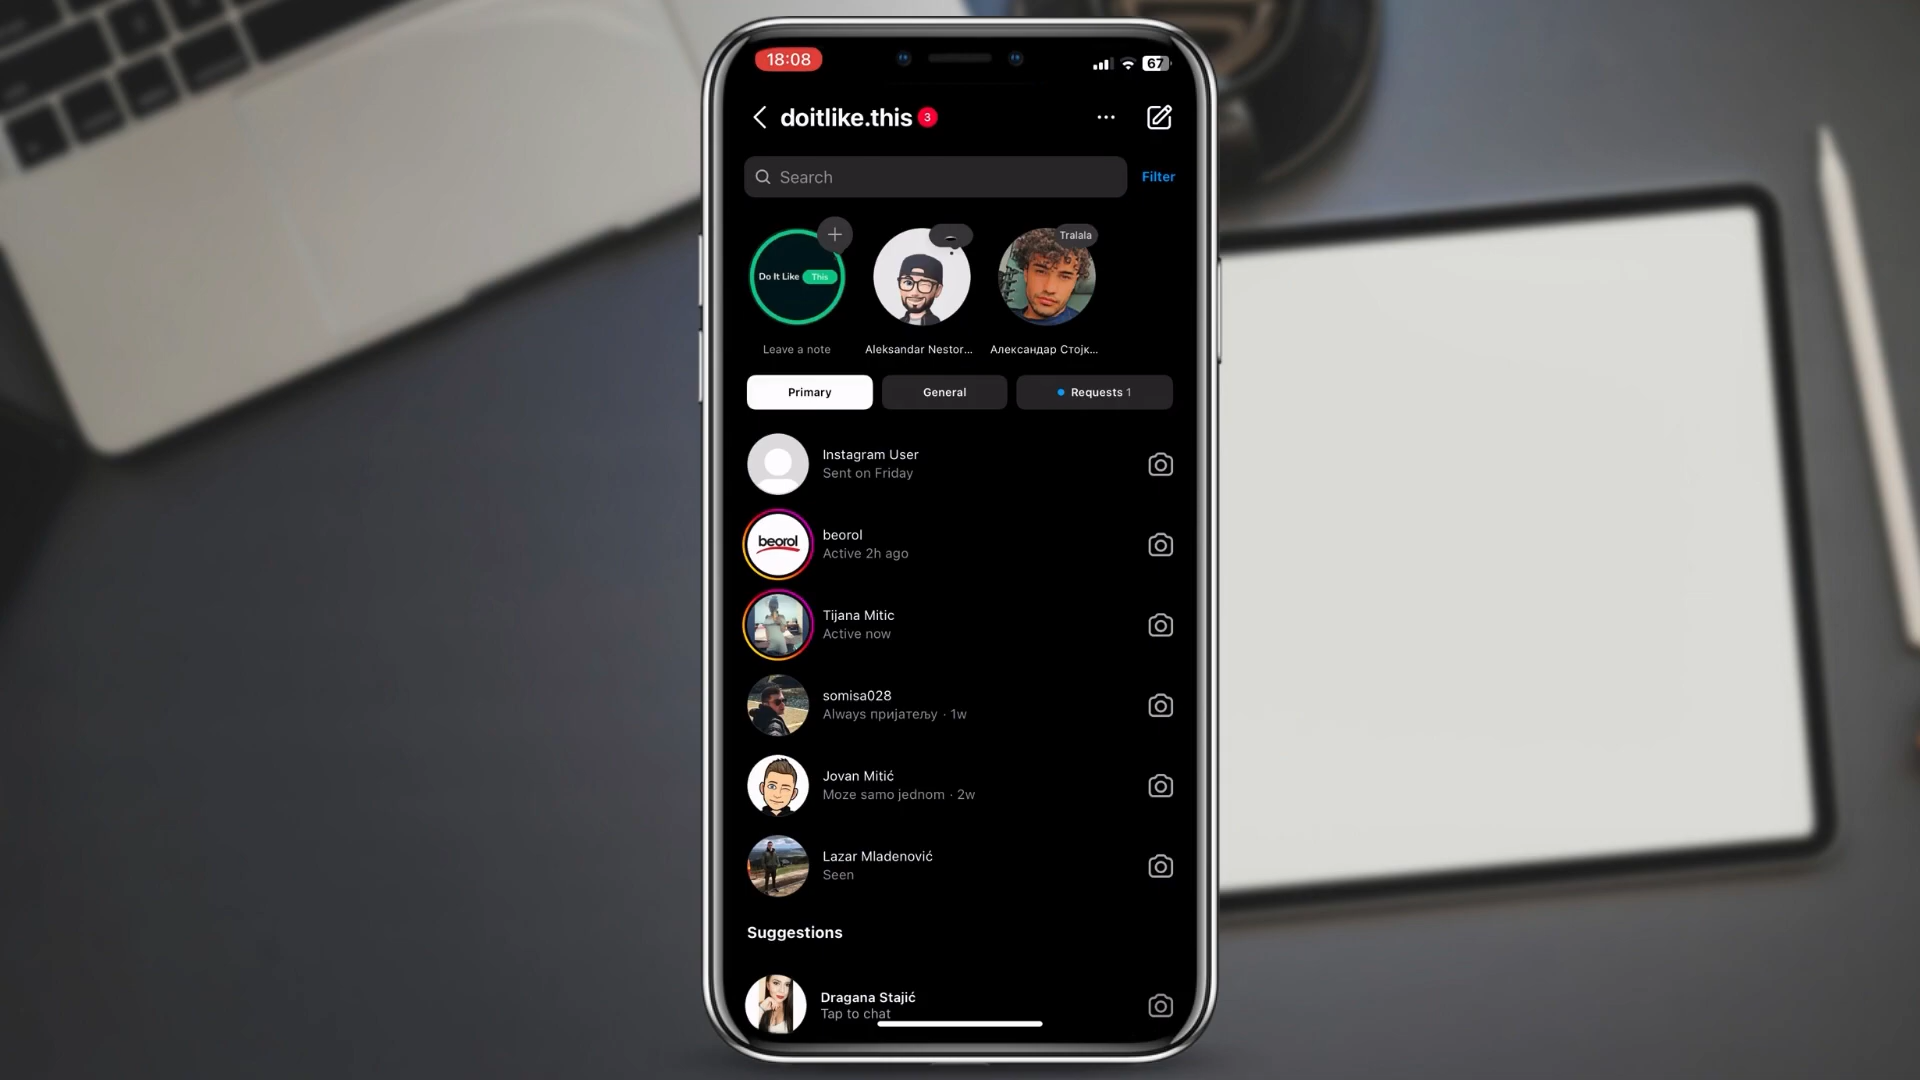 18:08
67
doitlike.this 3
Search
Filter
Do It Like This
Tralala
Leave a note
Aleksandar Nestor...
Александар Стојк...
Primary
General
Requests 1
Instagram User
Sent on Friday
beorol
beorol
Active 2h ago
Tijana Mitic
Active now
somisa028
Always пријатељу · 1w
Jovan Mitić
Moze samo jednom · 2w
Lazar Mladenović
Seen
Suggestions
Dragana Stajić
Tap to chat